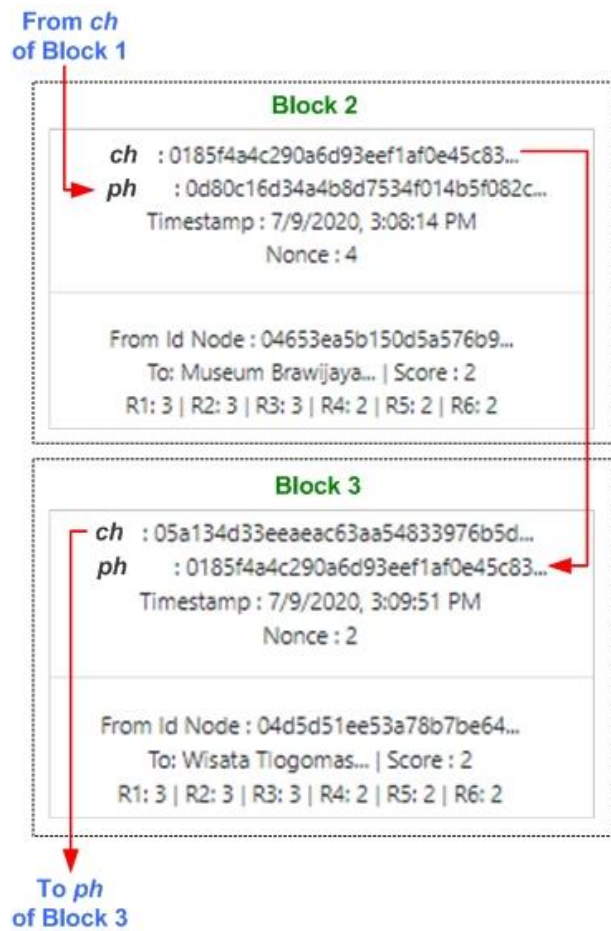 From ch
of Block 1
Block 2
ch : 0185f4a4c290a6d93eef1af0e45c83...
ph : 0d80c16d34a4b8d7534f014b5f082c...
Timestamp : 7/9/2020, 3:08:14 PM
Nonce : 4
From Id Node : 04653ea5b150d5a576b9...
To: Museum Brawijaya... | Score : 2
R1: 3 | R2: 3 | R3: 3 | R4: 2 | R5: 2 | R6: 2
Block 3
ch : 05a134d33eeaeac63aa54833976b5d...
ph : 0185f4a4c290a6d93eef1af0e45c83...
Timestamp : 7/9/2020, 3:09:51 PM
Nonce : 2
From Id Node : 04d5d51ee53a78b7be64...
To: Wisata Tlogomas... | Score : 2
R1: 3 | R2: 3 | R3: 3 | R4: 2 | R5: 2 | R6: 2
To ph
of Block 3